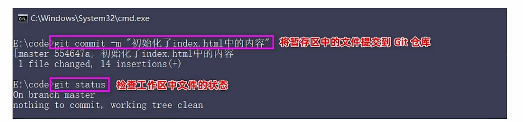 C:\Windows\System32\cmd.exe
E:\code>git commit -m "初始化了index.html中的内容" 将暂存区中的文件提交到 Git 仓库
[master 554647a] 初始化了index.html中的内容
1 file changed, 14 insertions(+)
E:\code>git status 检查工作区中文件的状态
On branch master
nothing to commit, working tree clean